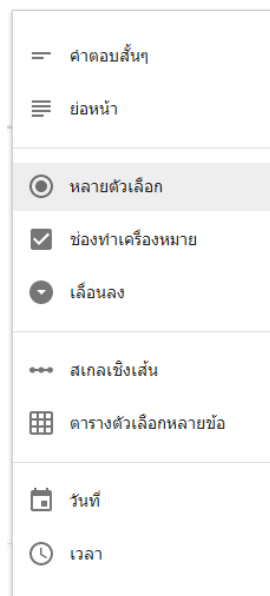 คำตอบสั้นๆ
ย่อหน้า
หลายตัวเลือก
ช่องทำเครื่องหมาย
เลื่อนลง
สเกลเชิงเส้น
ตารางตัวเลือกหลายข้อ
วันที่
เวลา